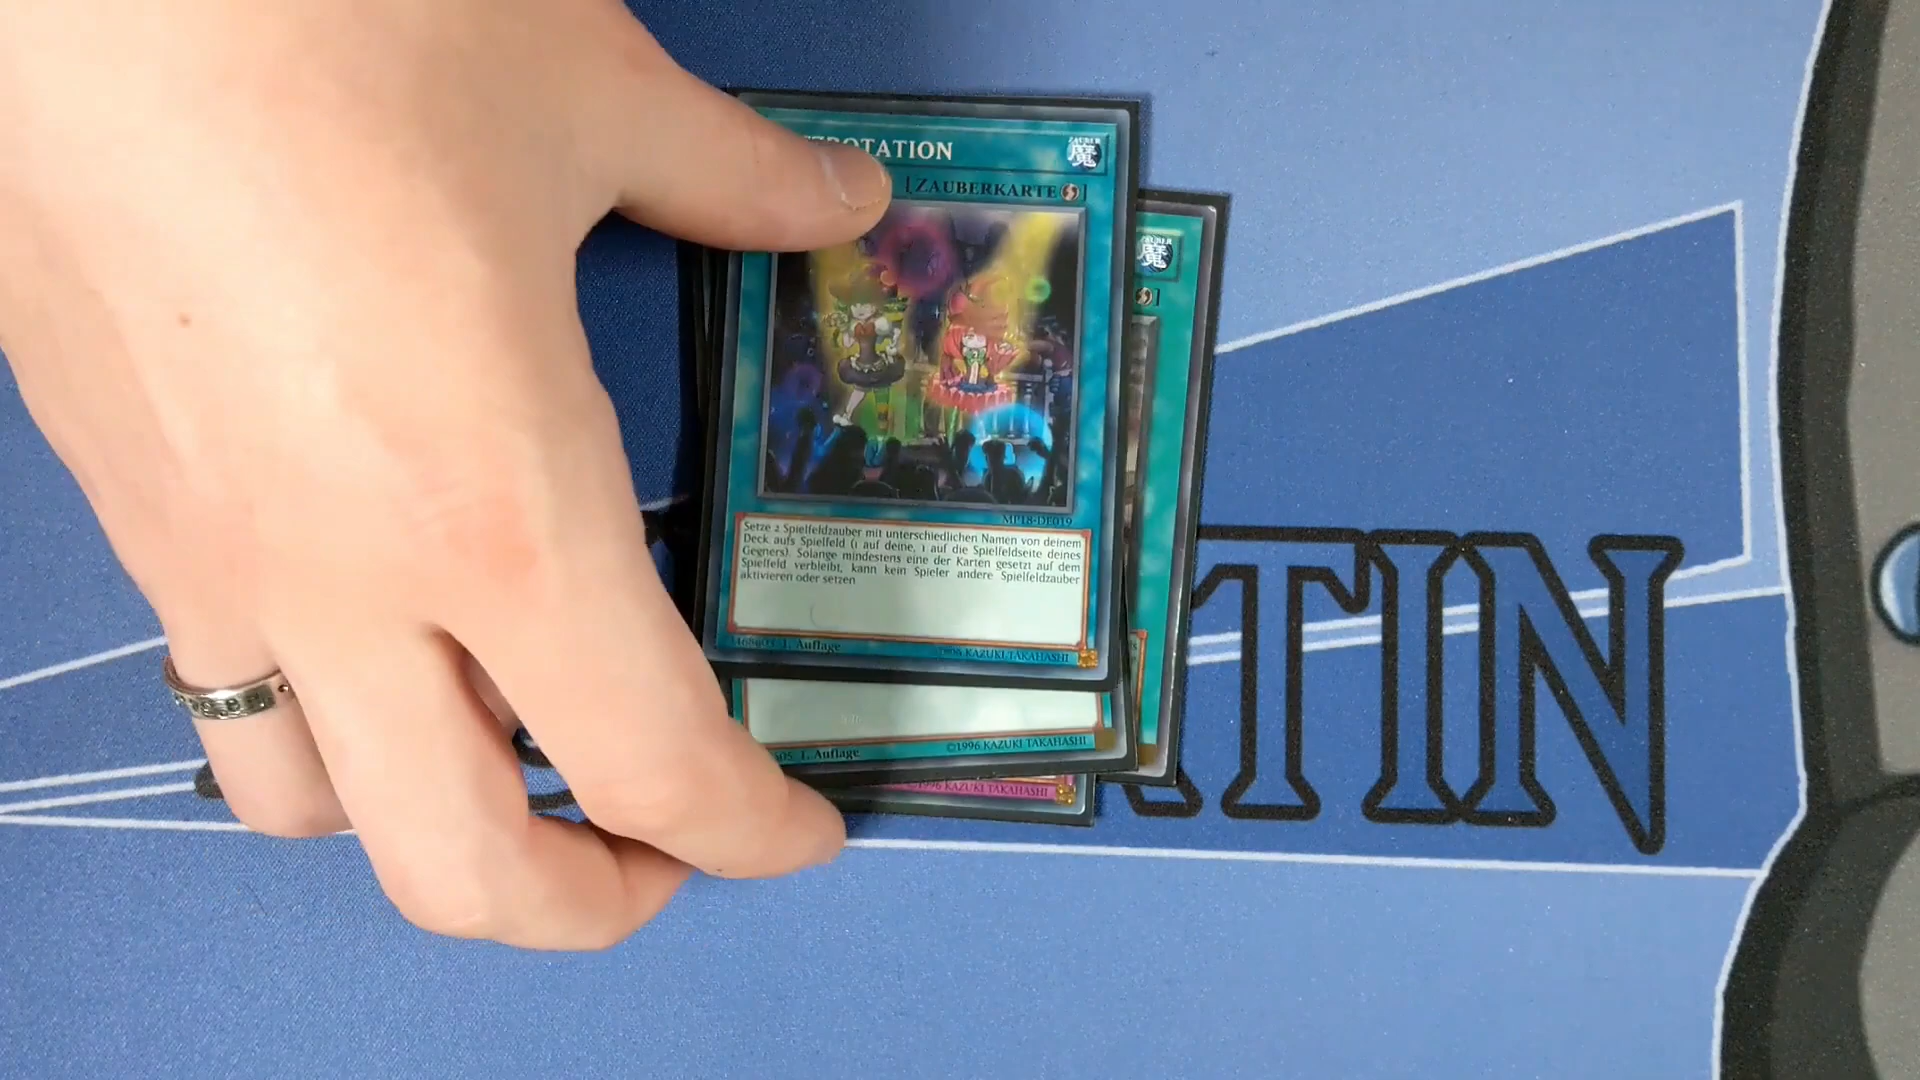 ROTATION
ZAUBER
魔
[ZAUBERKARTE
]
ZAUBER
魔
]
MP18-DE019
Setze 2 Spielfeldzauber mit unterschiedlichen Namen von deinem
Deck aufs Spielfeld (1 auf deine, 1 auf die Spielfeldseite deines
Gegners). Solange mindestens eine der Karten gesetzt auf dem
Spielfeld verbleibt, kann kein Spieler andere Spielfeldzauber
aktivieren oder setzen
1. Auflage
1996 KAZUKI TAKAHASHI
1. Auflage
©1996 KAZUKI TAKAHASHI
©1996 KAZUKI TAKAHASHI
TIN